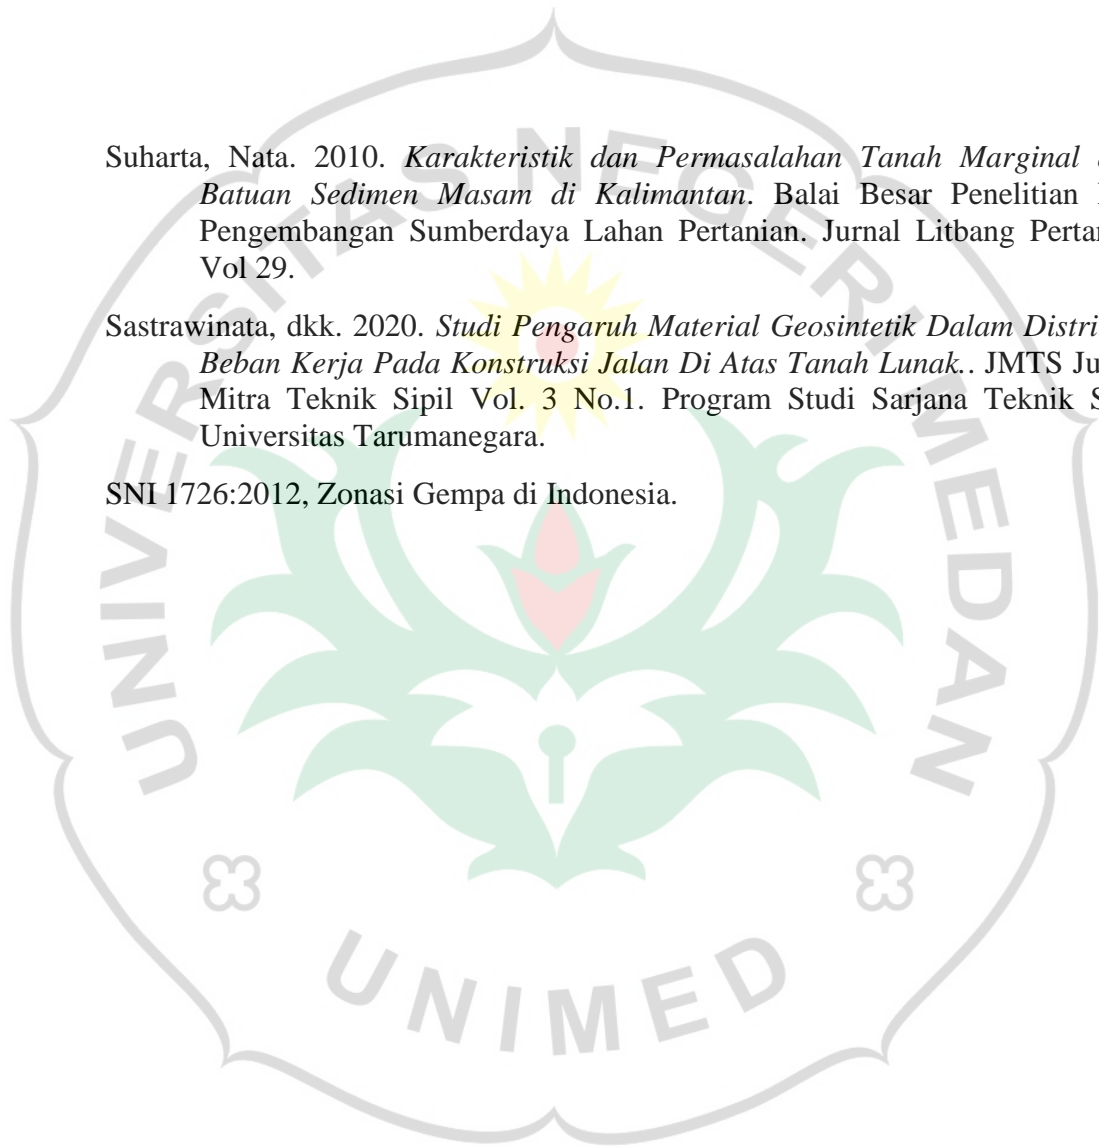 Suharta, Nata. 2010. Karakteristik dan Permasalahan Tanah Marginal
Batuan Sedimen Masam di Kalimantan. Balai Besar Penelitian
Pengembangan Sumberdaya Lahan Pertanian. Jurnal Litbang
Vol 29.
Sastrawinata, dkk. 2020. Studi Pengaruh Material Geosintetik Dalam
Beban Kerja Pada Konstruksi Jalan Di Atas Tanah Lunak.. JMTS
Mitra Teknik Sipil Vol. 3 No.1. Program Studi Sarjana Teknik
Universitas Tarumanegara.
SNI 1726:2012, Zonasi Gempa di Indonesia.
UNIVERSITAS NEGERI MEDAN
UNIMED